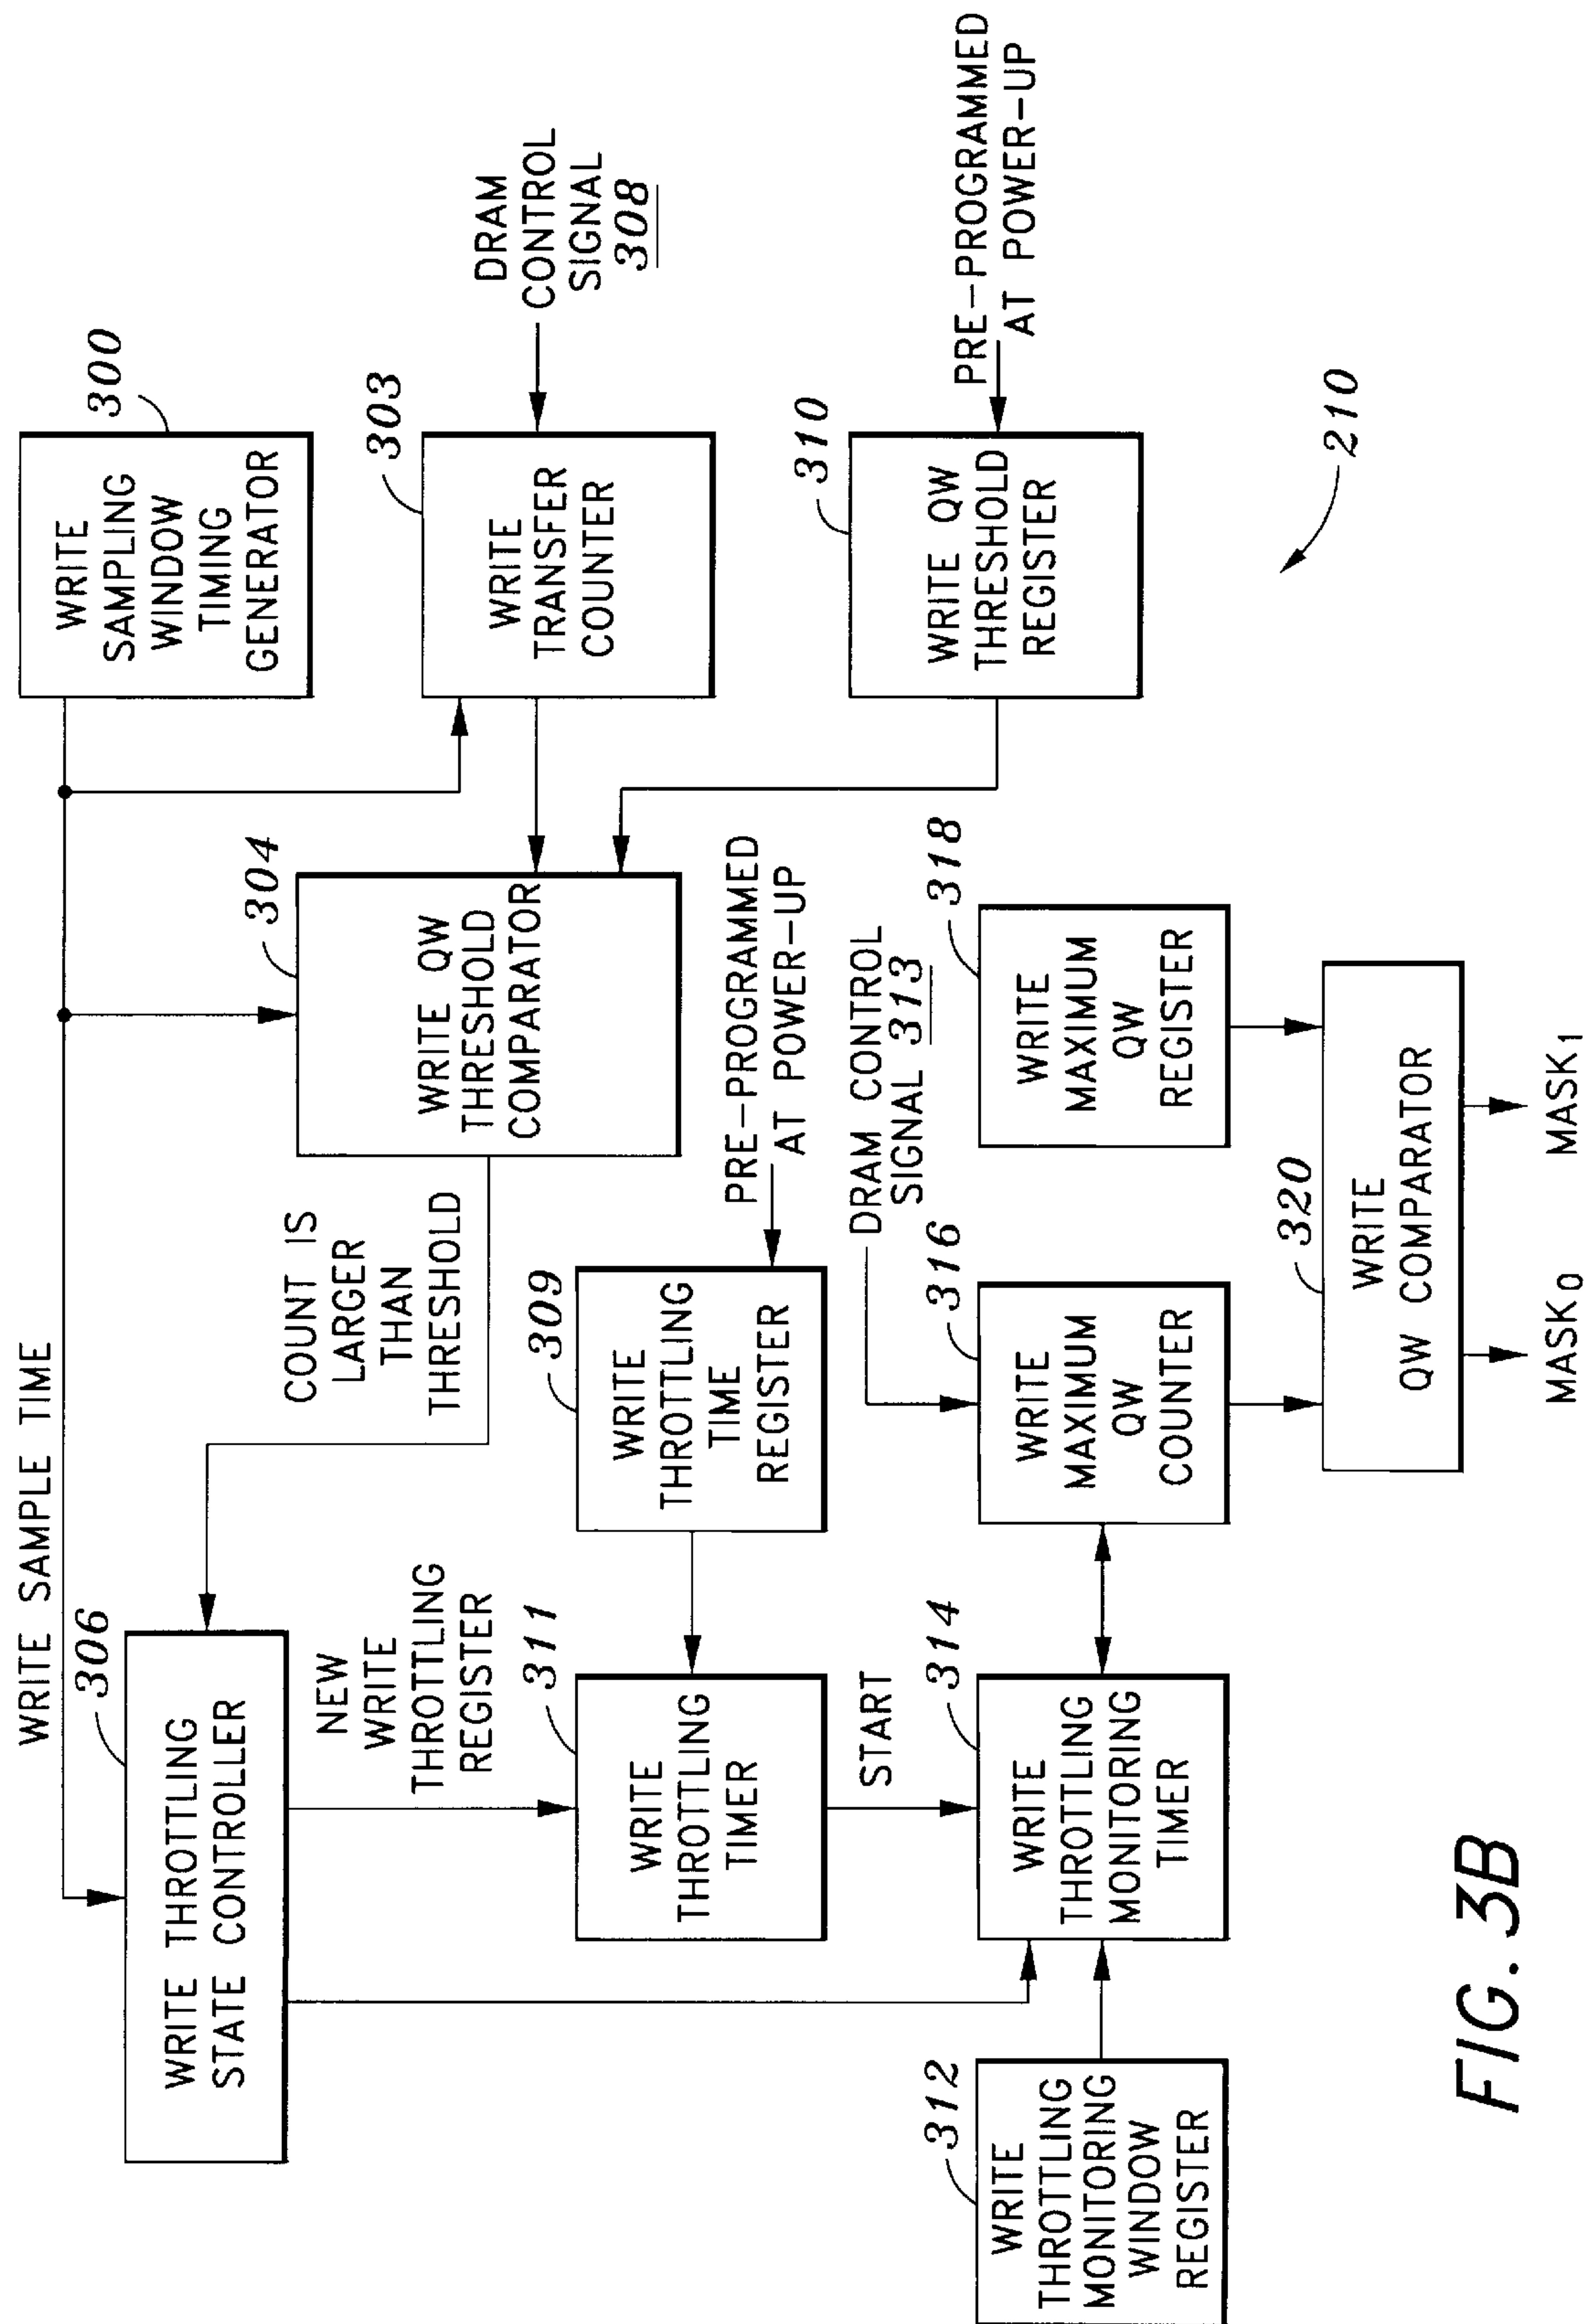 WRITE SAMPLE TIME
306
WRITE THROTTLING
STATE CONTROLLER
COUNT IS
LARGER
THAN
THRESHOLD
304
WRITE QW
THRESHOLD
COMPARATOR
300
WRITE
SAMPLING
WINDOW
TIMING
GENERATOR
303
WRITE
TRANSFER
COUNTER
DRAM
CONTROL
SIGNAL
308
310
WRITE QW
THRESHOLD
REGISTER
PRE-PROGRAMMED
AT POWER-UP
NEW
WRITE
THROTTLING
REGISTER
311
WRITE
THROTTLING
TIMER
309
WRITE
THROTTLING
TIME
REGISTER
PRE-PROGRAMMED
AT POWER-UP
START
312
WRITE
THROTTLING
MONITORING
WINDOW
REGISTER
314
WRITE
THROTTLING
MONITORING
TIMER
DRAM CONTROL
SIGNAL 313
316
WRITE
MAXIMUM
QW
COUNTER
318
WRITE
MAXIMUM
QW
REGISTER
320
WRITE
QW COMPARATOR
MASK0
MASK1
210
FIG. 3B